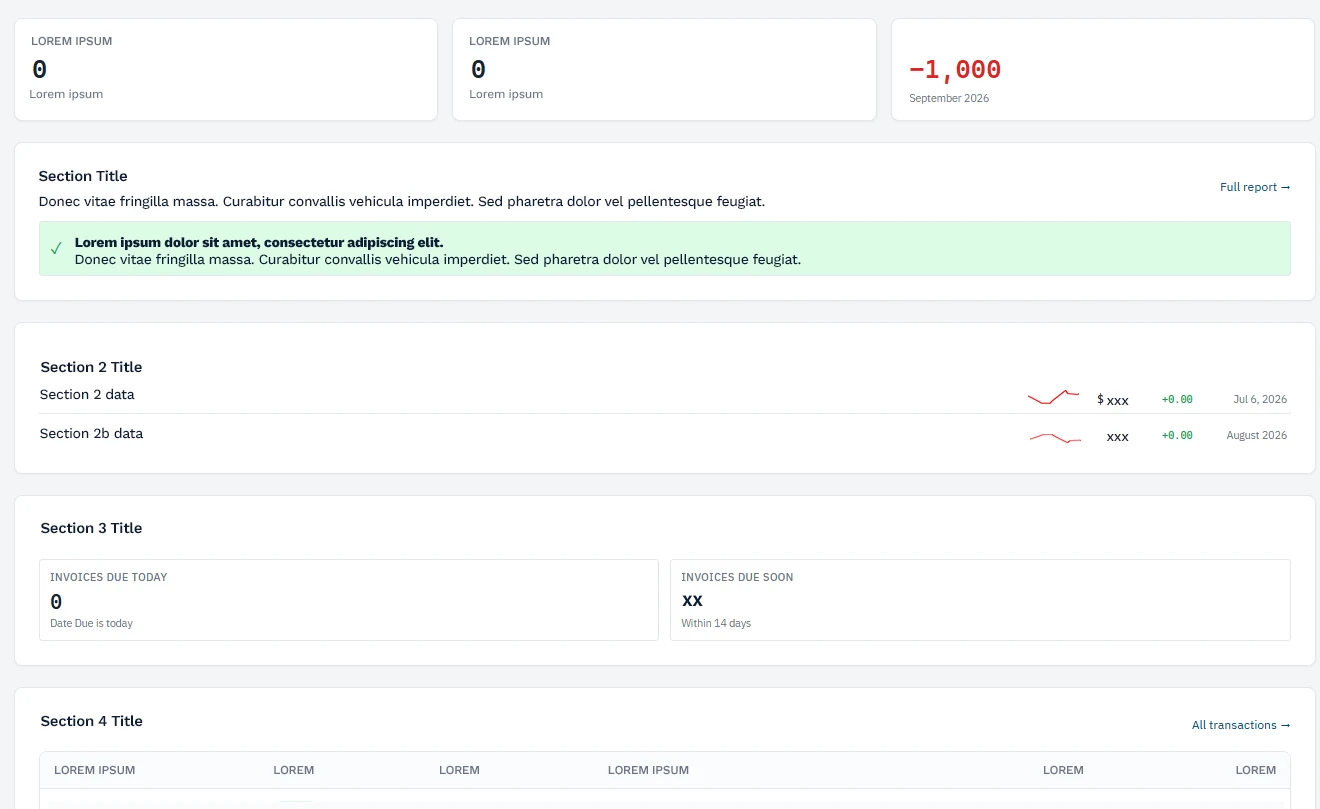 LOREM IPSUM
0
Lorem ipsum
LOREM IPSUM
0
Lorem ipsum
−1,000
September 2026
Section Title
Full report →
Donec vitae fringilla massa. Curabitur convallis vehicula imperdiet. Sed pharetra dolor vel pellentesque feugiat.
✓ Lorem ipsum dolor sit amet, consectetur adipiscing elit.
Donec vitae fringilla massa. Curabitur convallis vehicula imperdiet. Sed pharetra dolor vel pellentesque feugiat.
Section 2 Title
Section 2 data $ xxx +0.00 Jul 6, 2026
Section 2b data xxx +0.00 August 2026
Section 3 Title
INVOICES DUE TODAY
0
Date Due is today
INVOICES DUE SOON
xx
Within 14 days
Section 4 Title
All transactions →
LOREM IPSUM LOREM LOREM LOREM IPSUM LOREM LOREM